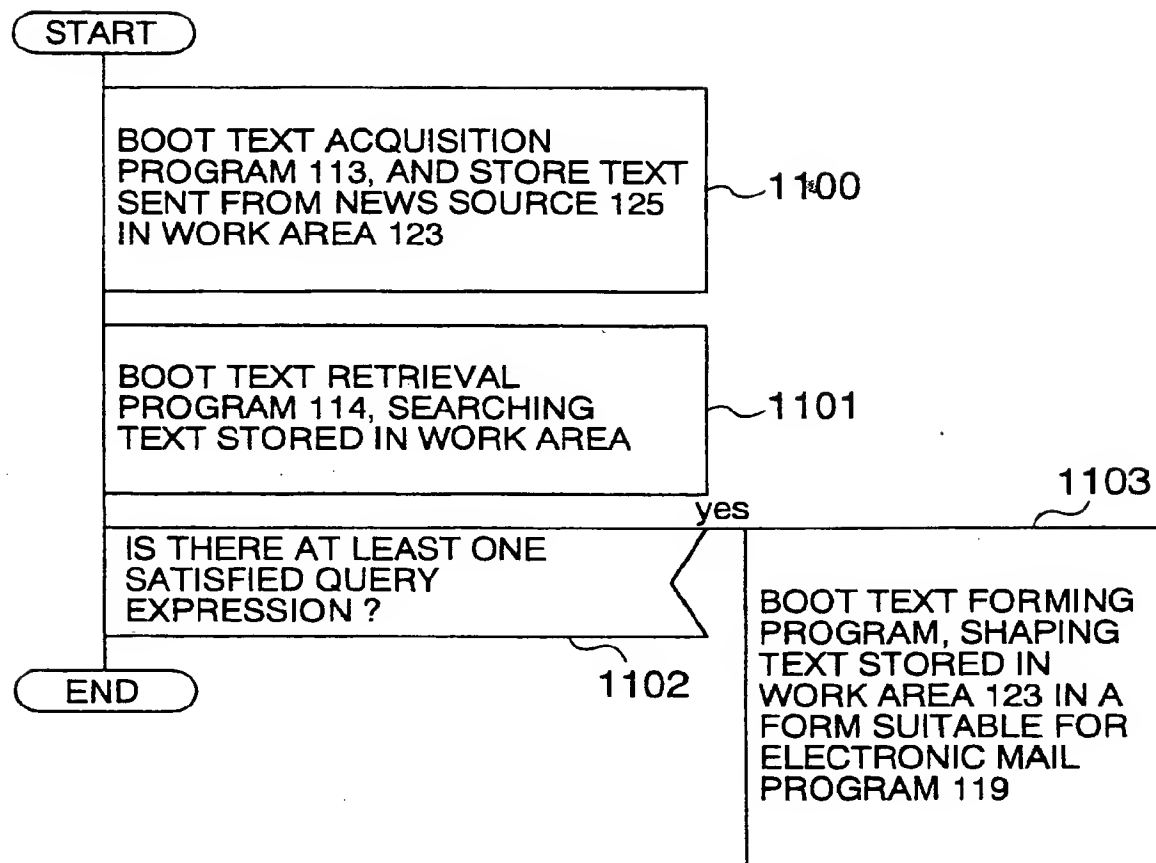 START
BOOT TEXT ACQUISITION
PROGRAM 113, AND STORE TEXT
SENT FROM NEWS SOURCE 125
IN WORK AREA 123
1100
BOOT TEXT RETRIEVAL
PROGRAM 114, SEARCHING
TEXT STORED IN WORK AREA
1101
yes
1103
IS THERE AT LEAST ONE
SATISFIED QUERY
EXPRESSION ?
1102
BOOT TEXT FORMING
PROGRAM, SHAPING
TEXT STORED IN
WORK AREA 123 IN A
FORM SUITABLE FOR
ELECTRONIC MAIL
PROGRAM 119
END